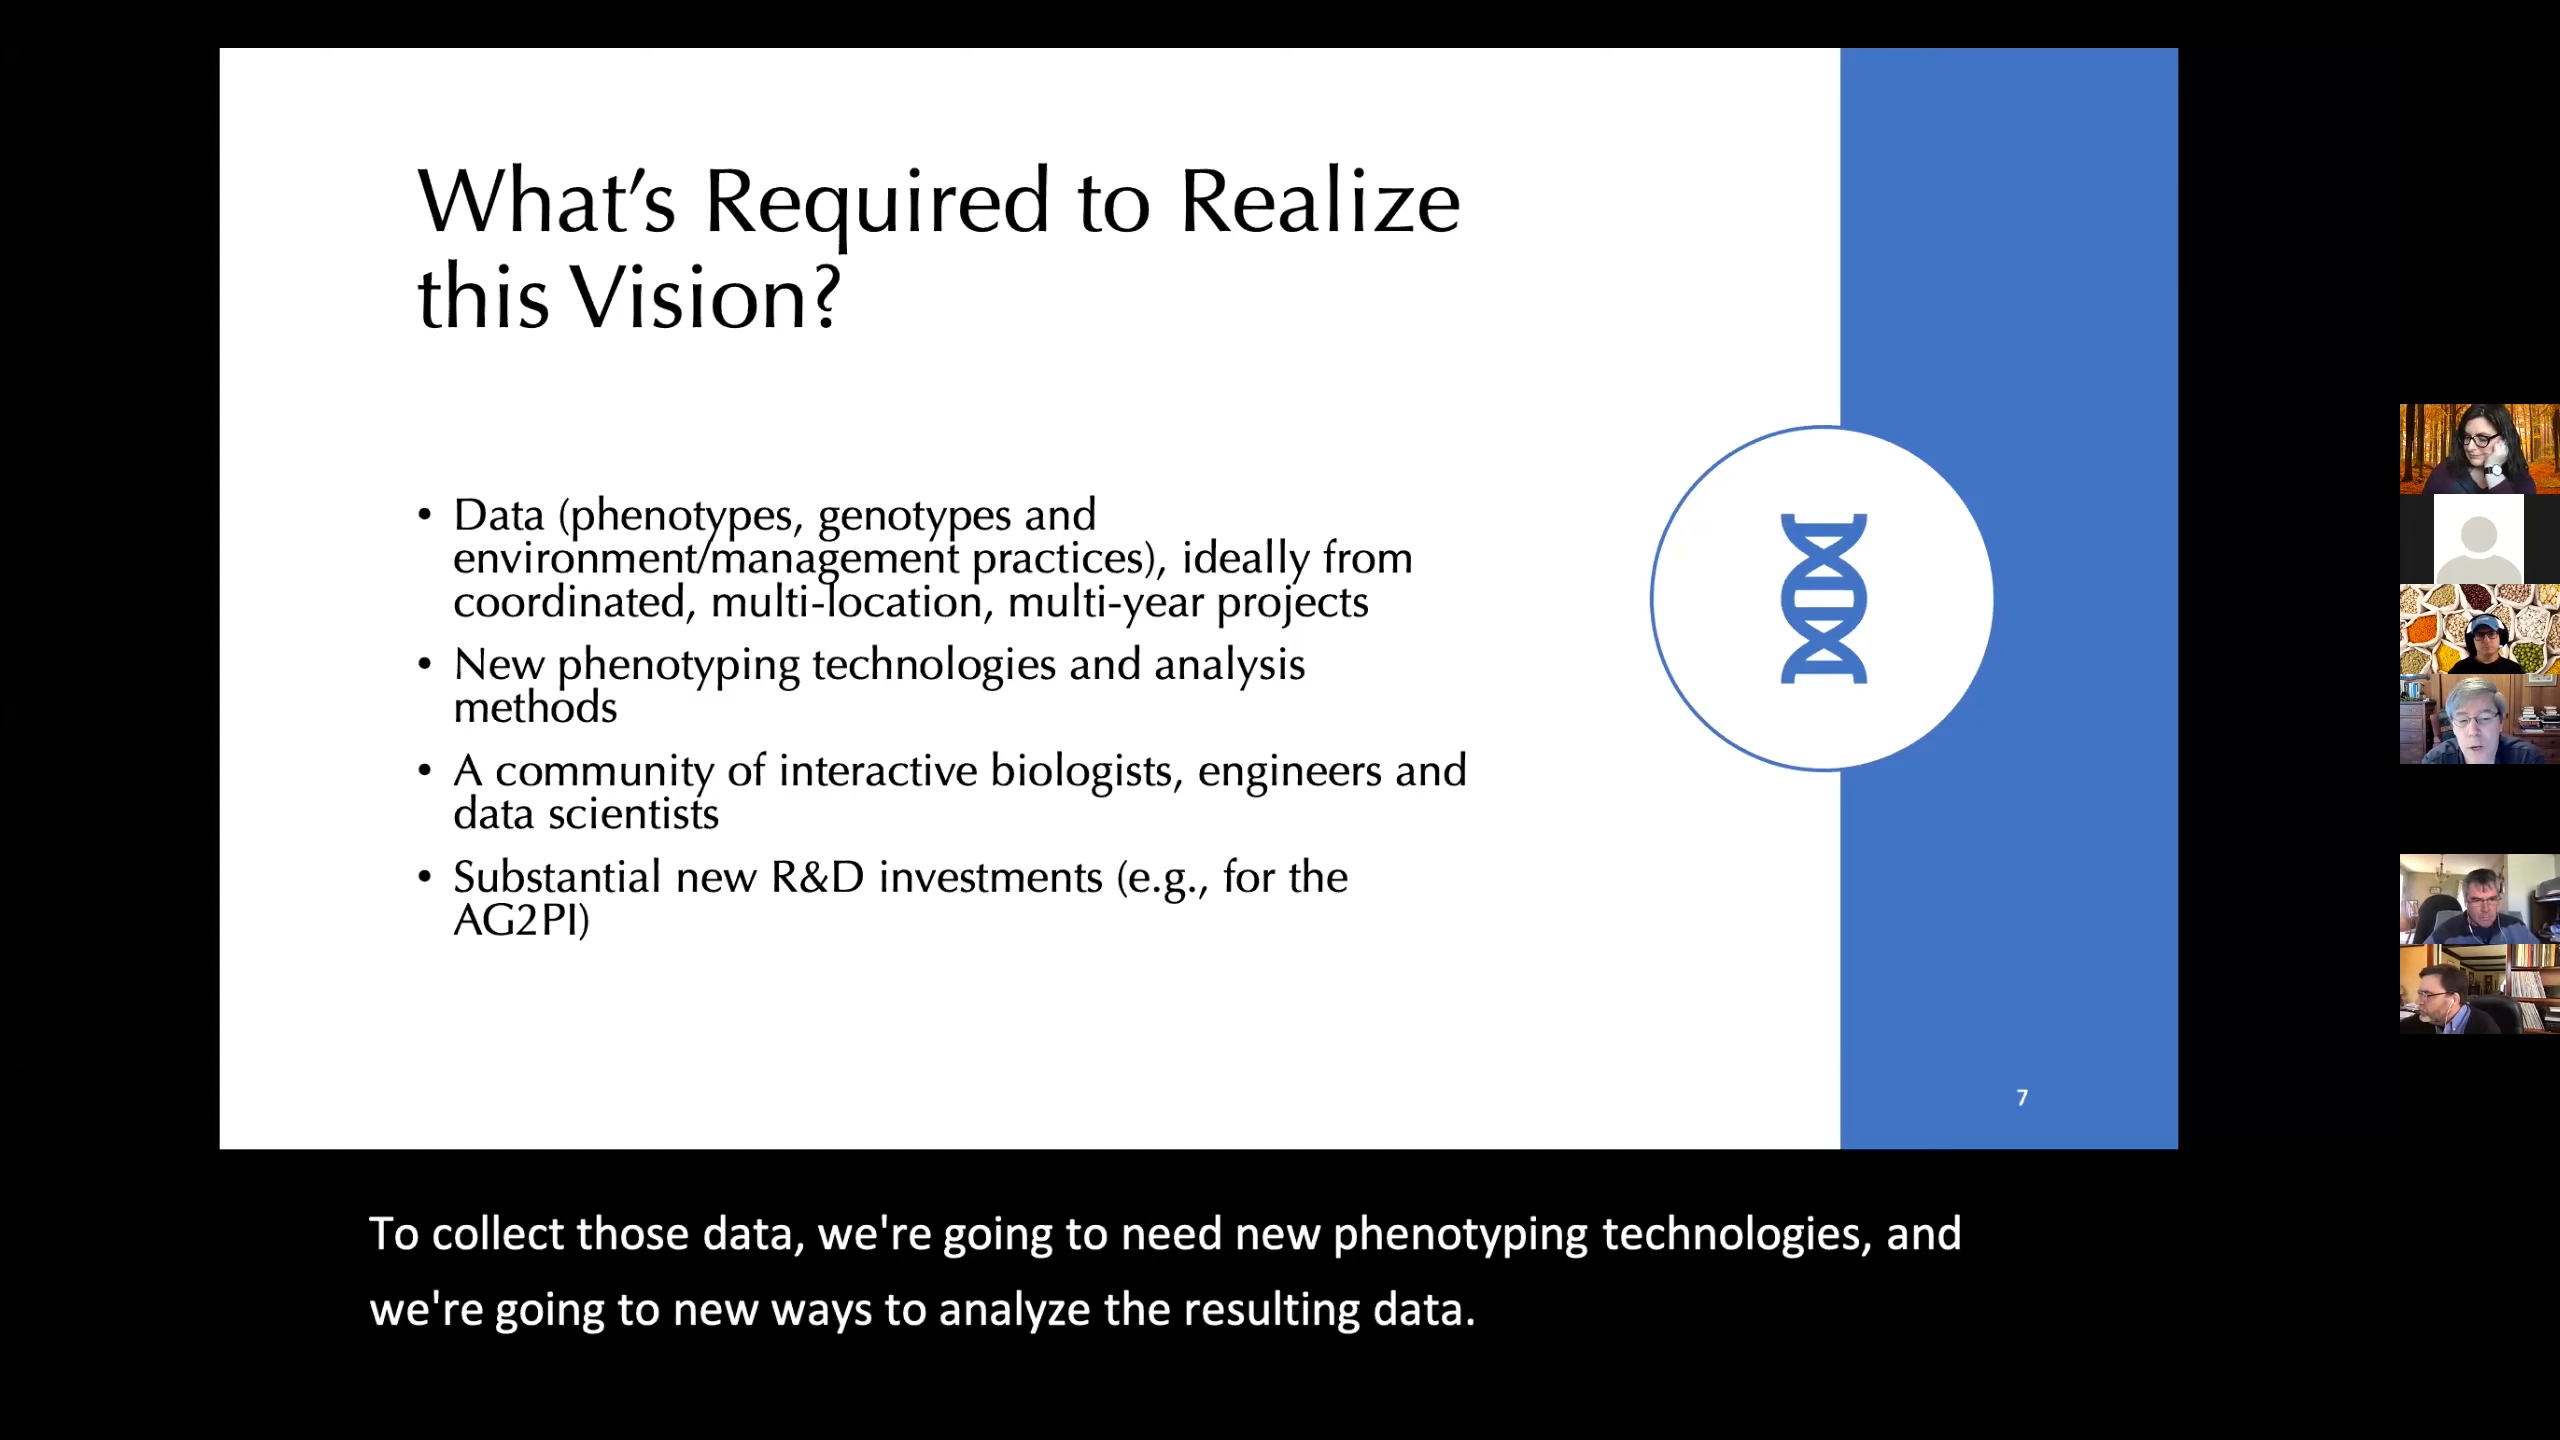 What’s Required to Realize
this Vision?
• Data (phenotypes, genotypes and
environment/management practices), ideally from
coordinated, multi-location, multi-year projects
• New phenotyping technologies and analysis
methods
• A community of interactive biologists, engineers and
data scientists
• Substantial new R&D investments (e.g., for the
AG2PI)
7
To collect those data, we're going to need new phenotyping technologies, and
we're going to new ways to analyze the resulting data.